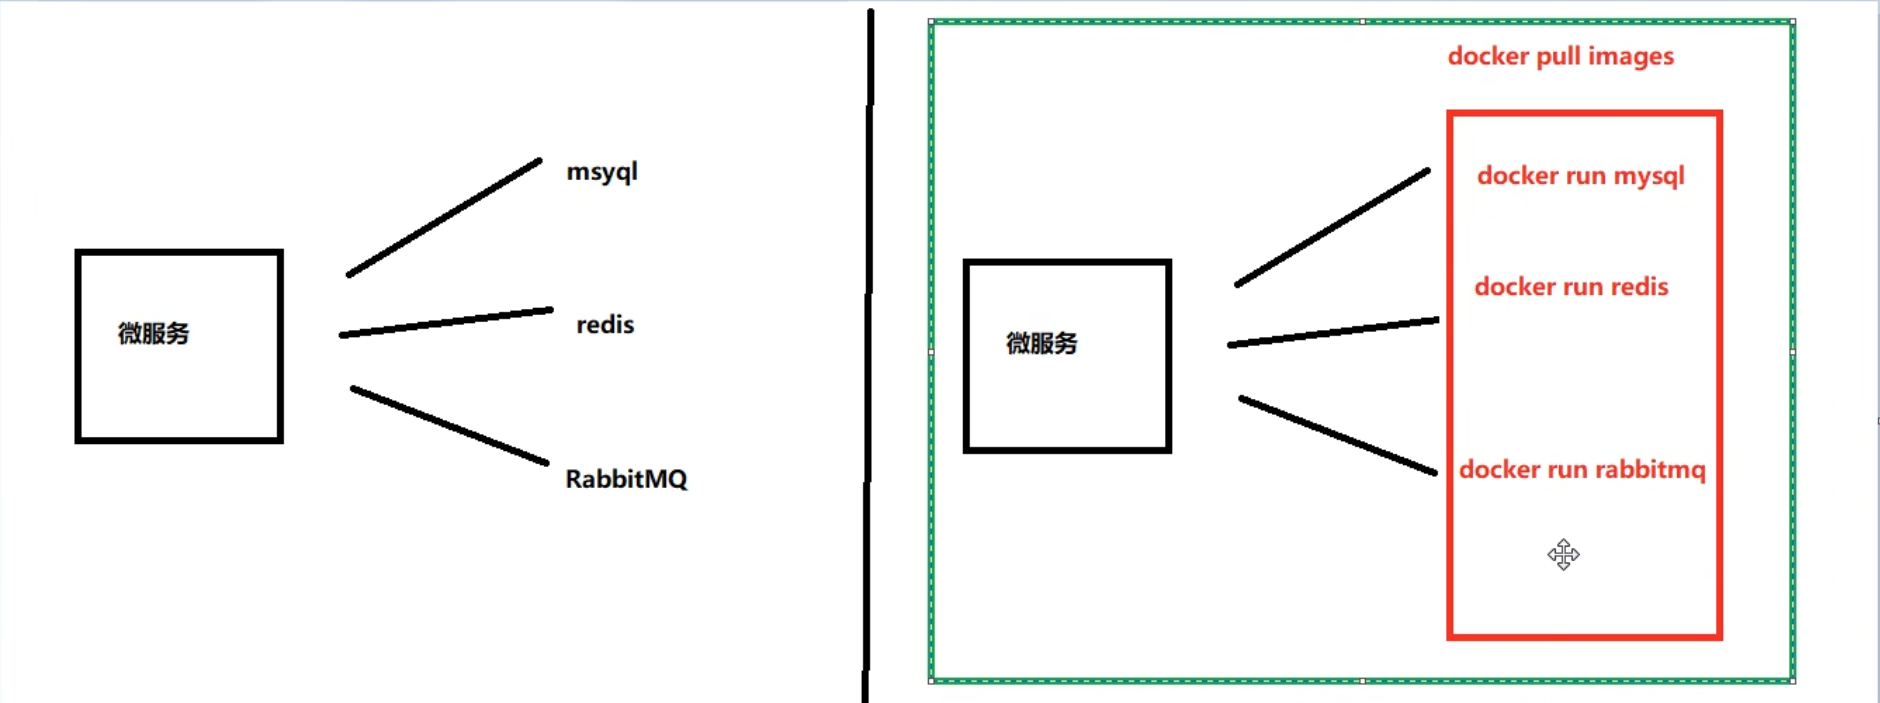 msyql
微服务
redis
RabbitMQ
docker pull images
docker run mysql
docker run redis
微服务
docker run rabbitmq